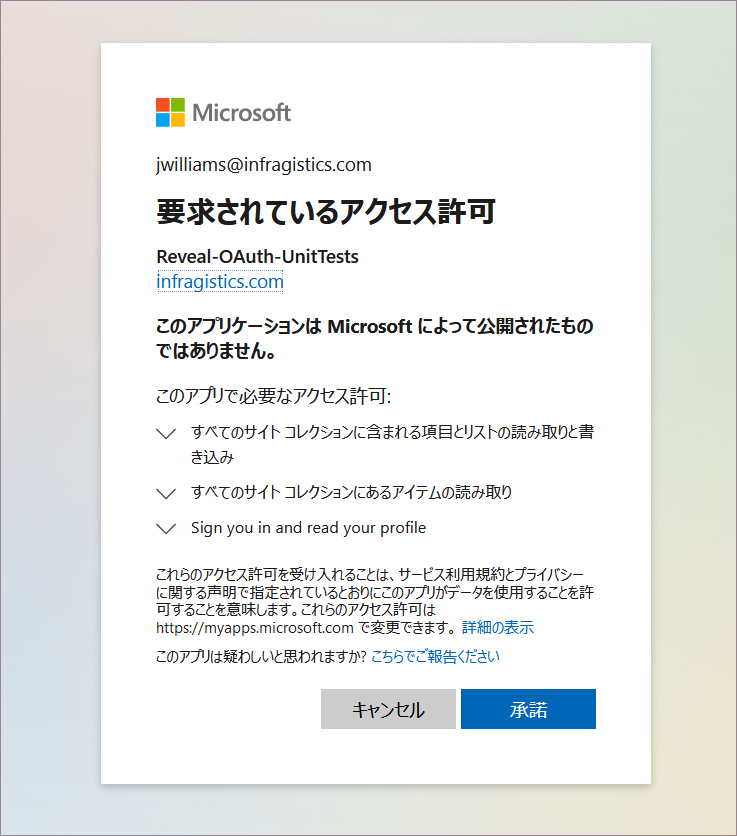 Microsoft
jwilliams@infragistics.com
要求されているアクセス許可
Reveal-OAuth-UnitTests
infragistics.com
このアプリケーションは Microsoft によって公開されたもの
ではありません。
このアプリで必要なアクセス許可:
すべてのサイト コレクションに含まれる項目とリストの読み取りと書
き込み
すべてのサイト コレクションにあるアイテムの読み取り
Sign you in and read your profile
これらのアクセス許可を受け入れることは、サービス利用規約とプライバシー
に関する声明で指定されているとおりにこのアプリがデータを使用することを許
可することを意味します。これらのアクセス許可は
https://myapps.microsoft.com で変更できます。 詳細の表示
このアプリは疑わしいと思われますか? こちらでご報告ください
キャンセル 承諾